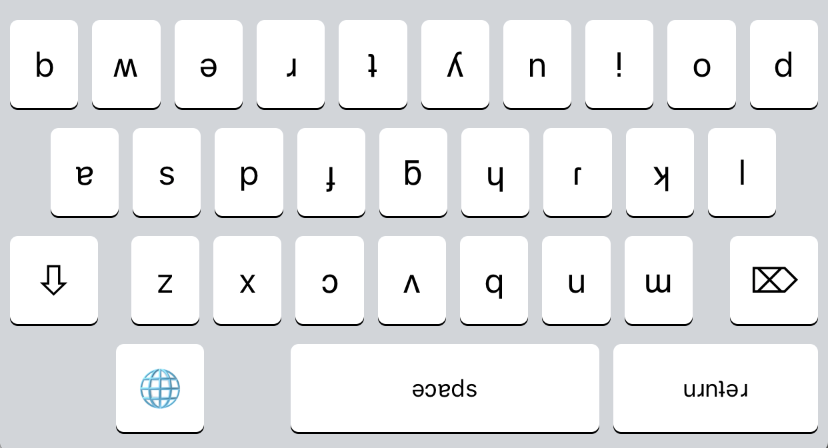 b ʍ ǝ ɹ ʇ ʎ n ! o d
ɐ s p ɟ ƃ ɥ ɾ ʞ l
z x ɔ ʌ q u ɯ
ǝɔɐds uɹnʇǝɹ